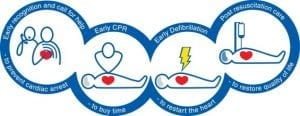 Early recognition and call for help
- to prevent cardiac arrest
Early CPR
- to buy time
Early Defibrillation
- to restart the heart
Post resuscitation care
- to restore quality of life